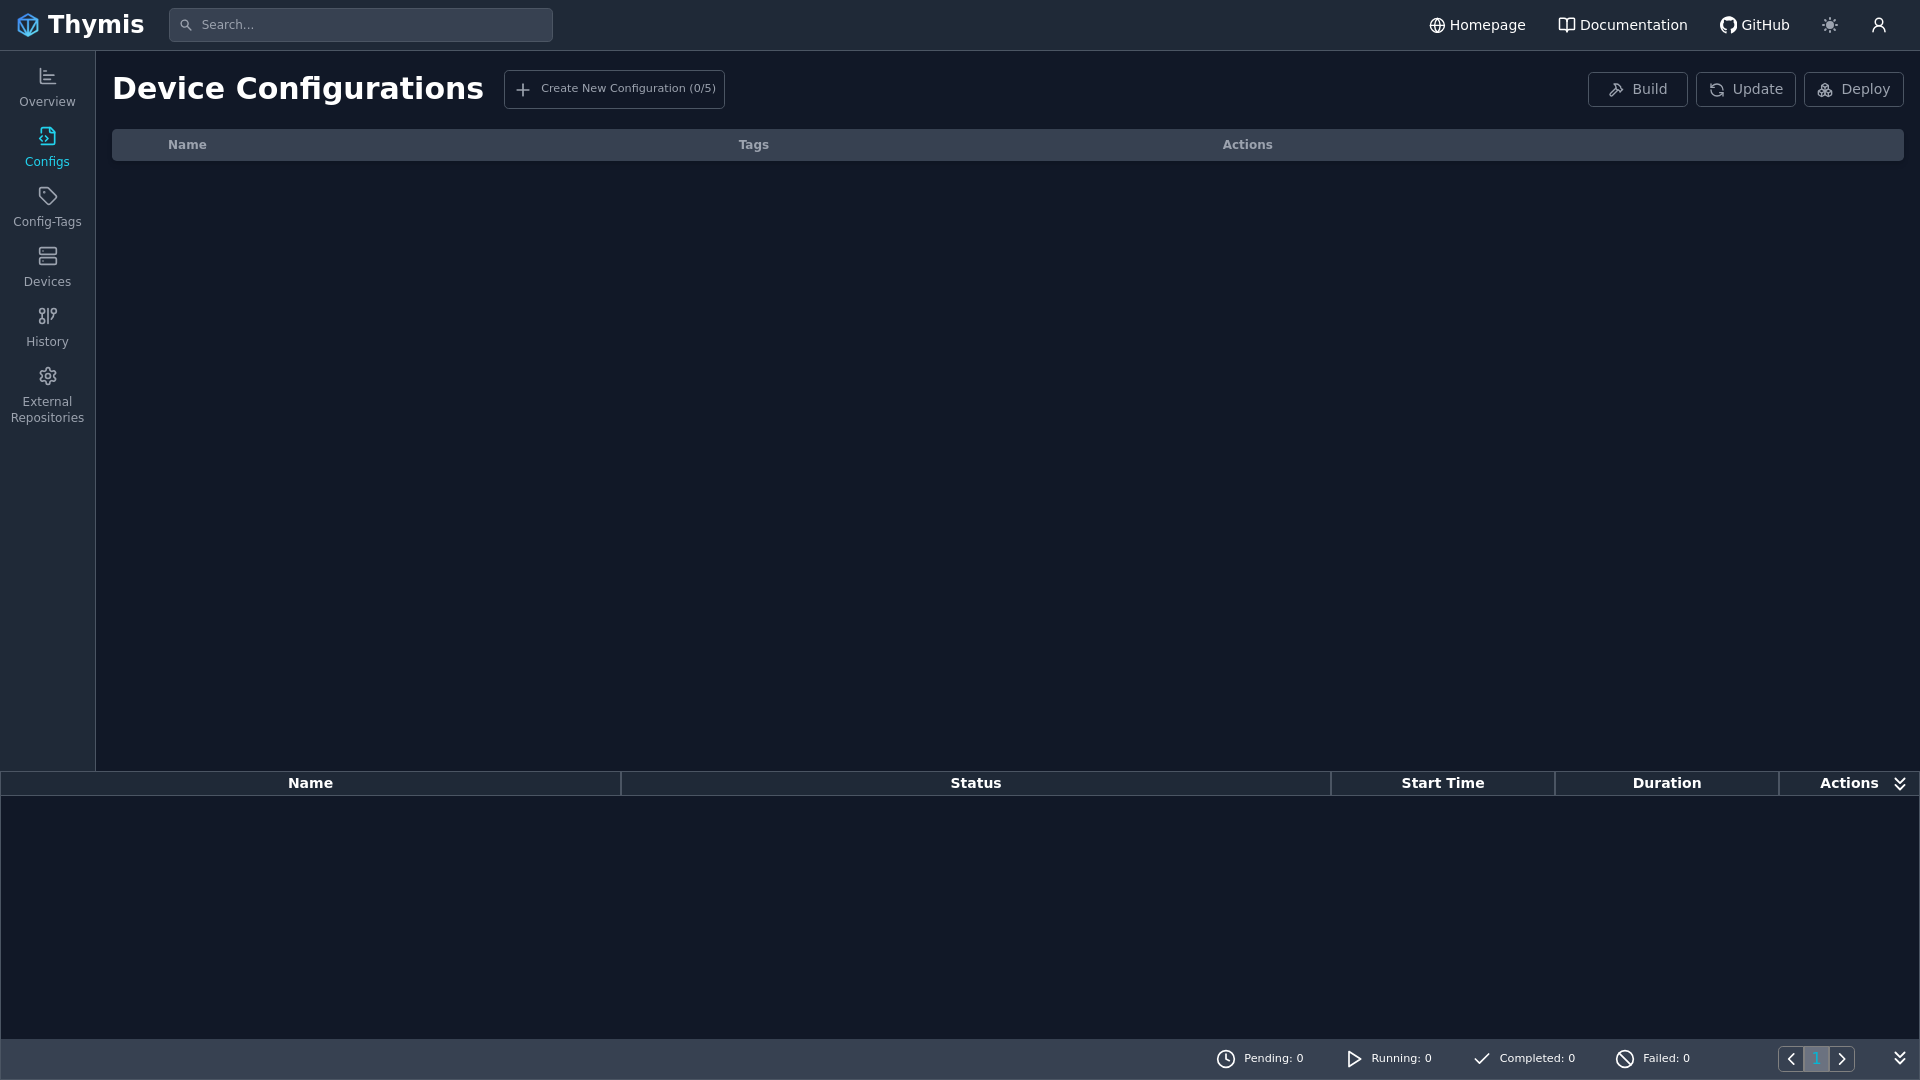 Thymis
Search...
Homepage
Documentation
GitHub
Overview
Configs
Config-Tags
Devices
History
External
Repositories
Device Configurations
Create New Configuration (0/5)
Build
Update
Deploy
Name Tags Actions
Name Status Start Time Duration Actions
Pending: 0 Running: 0 Completed: 0 Failed: 0
1